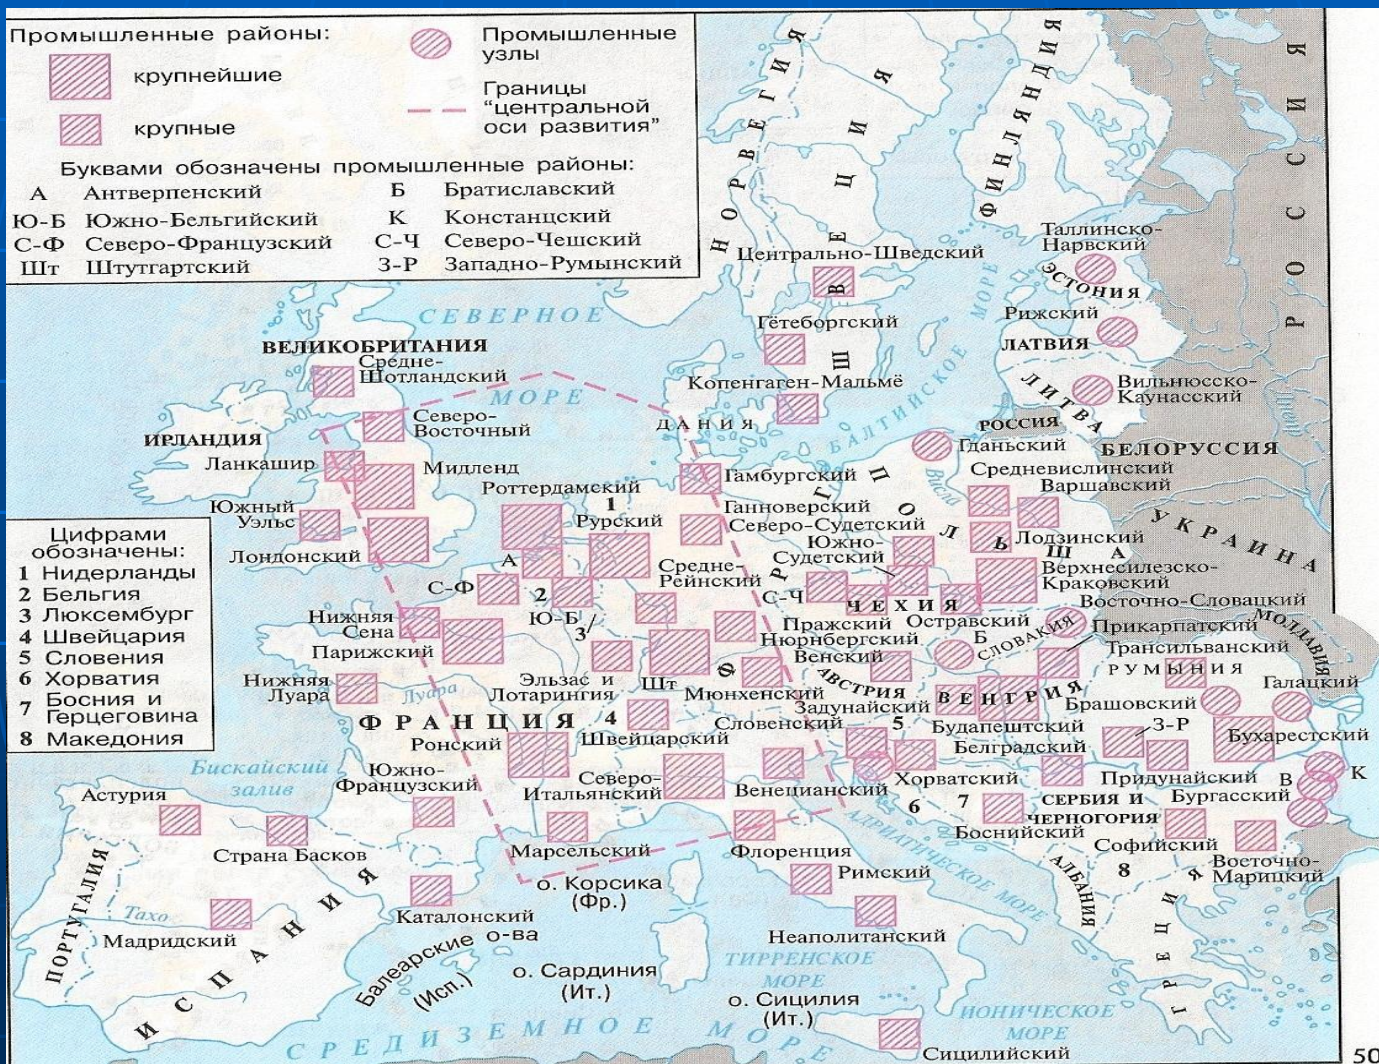 Промышленные районы:
крупнейшие
крупные
Промышленные
узлы
Границы
“центральной
оси развития”
Буквами обозначены промышленные районы:
А Антверпенский
Б Братиславский
Ю-Б Южно-Бельгийский
К Констанцский
С-Ф Северо-Французский
С-Ч Северо-Чешский
Шт Штутгартский
З-Р Западно-Румынский
НОРВЕГИЯ
ШВЕЦИЯ
ФИНЛЯНДИЯ
РОССИЯ
Центрально-Шведский
Таллинско-
Нарвский
ЭСТОНИЯ
СЕВЕРНОЕ
МОРЕ
Гётеборгский
Рижский
ЛАТВИЯ
БАЛТИЙСКОЕ
МОРЕ
ВЕЛИКОБРИТАНИЯ
Средне-
Шотландский
Копенгаген-Мальмё
ЛИТВА
Вильнюсско-
Каунасский
Северо-
Восточный
ДАНИЯ
РОССИЯ
ИРЛАНДИЯ
Гданьский
БЕЛОРУССИЯ
Ланкашир
Мидленд
Гамбургский
Средневислинский
Варшавский
Висла
Днепр
Роттердамский
1
Рурский
Ганноверский
Северо-Судетский
ПОЛЬША
УКРАИНА
Южный
Уэльс
Южно-
Судетский
Лодзинский
Лондонский
А
Средне-
Рейнский
Верхнесилезско-
Краковский
ФРГ
Цифрами
обозначены:
1 Нидерланды
2 Бельгия
3 Люксембург
4 Швейцария
5 Словения
6 Хорватия
7 Босния и
Герцеговина
8 Македония
С-Ф
2
С-Ч
ЧЕХИЯ
Восточно-Словацкий
Нижняя
Сена
Ю-Б
3
Пражский
Островский
Прикарпатский
МОЛДАВИЯ
Парижский
Нюрнбергский
Б
СЛОВАКИЯ
Трансильванский
Венский
РУМЫНИЯ
Нижняя
Луара
Луара
Эльзас и
Лотарингия
Шт
Мюнхенский
АВСТРИЯ
Задунайский
ВЕНГРИЯ
Галацкий
Брашовский
ФРАНЦИЯ
4
Словенский
5
Будапештский
З-Р
Бухарестский
Ронский
Швейцарский
Белградский
Бискайский
залив
Южно-
Французский
Северо-
Итальянский
Венецианский
Хорватский
Придунайский
В
К
Астурия
6
7
СЕРБИЯ И
ЧЕРНОГОРИЯ
Бургасский
Боснийский
Страна Басков
Марсельский
Флоренция
АДРИАТИЧЕСКОЕ МОРЕ
Софийский
8
Восточно-
Марицкий
АЛБАНИЯ
Римский
ПОРТУГАЛИЯ
о. Корсика
(Фр.)
Тахо
Каталонский
Мадридский
Неаполитанский
ГРЕЦИЯ
ИСПАНИЯ
Балеарские о-ва
(Исп.)
о. Сардиния
(Ит.)
ТИРРЕНСКОЕ
МОРЕ
о. Сицилия
(Ит.)
ИОНИЧЕСКОЕ
МОРЕ
СРЕДИЗЕМНОЕ МОРЕ
Сицилийский
50